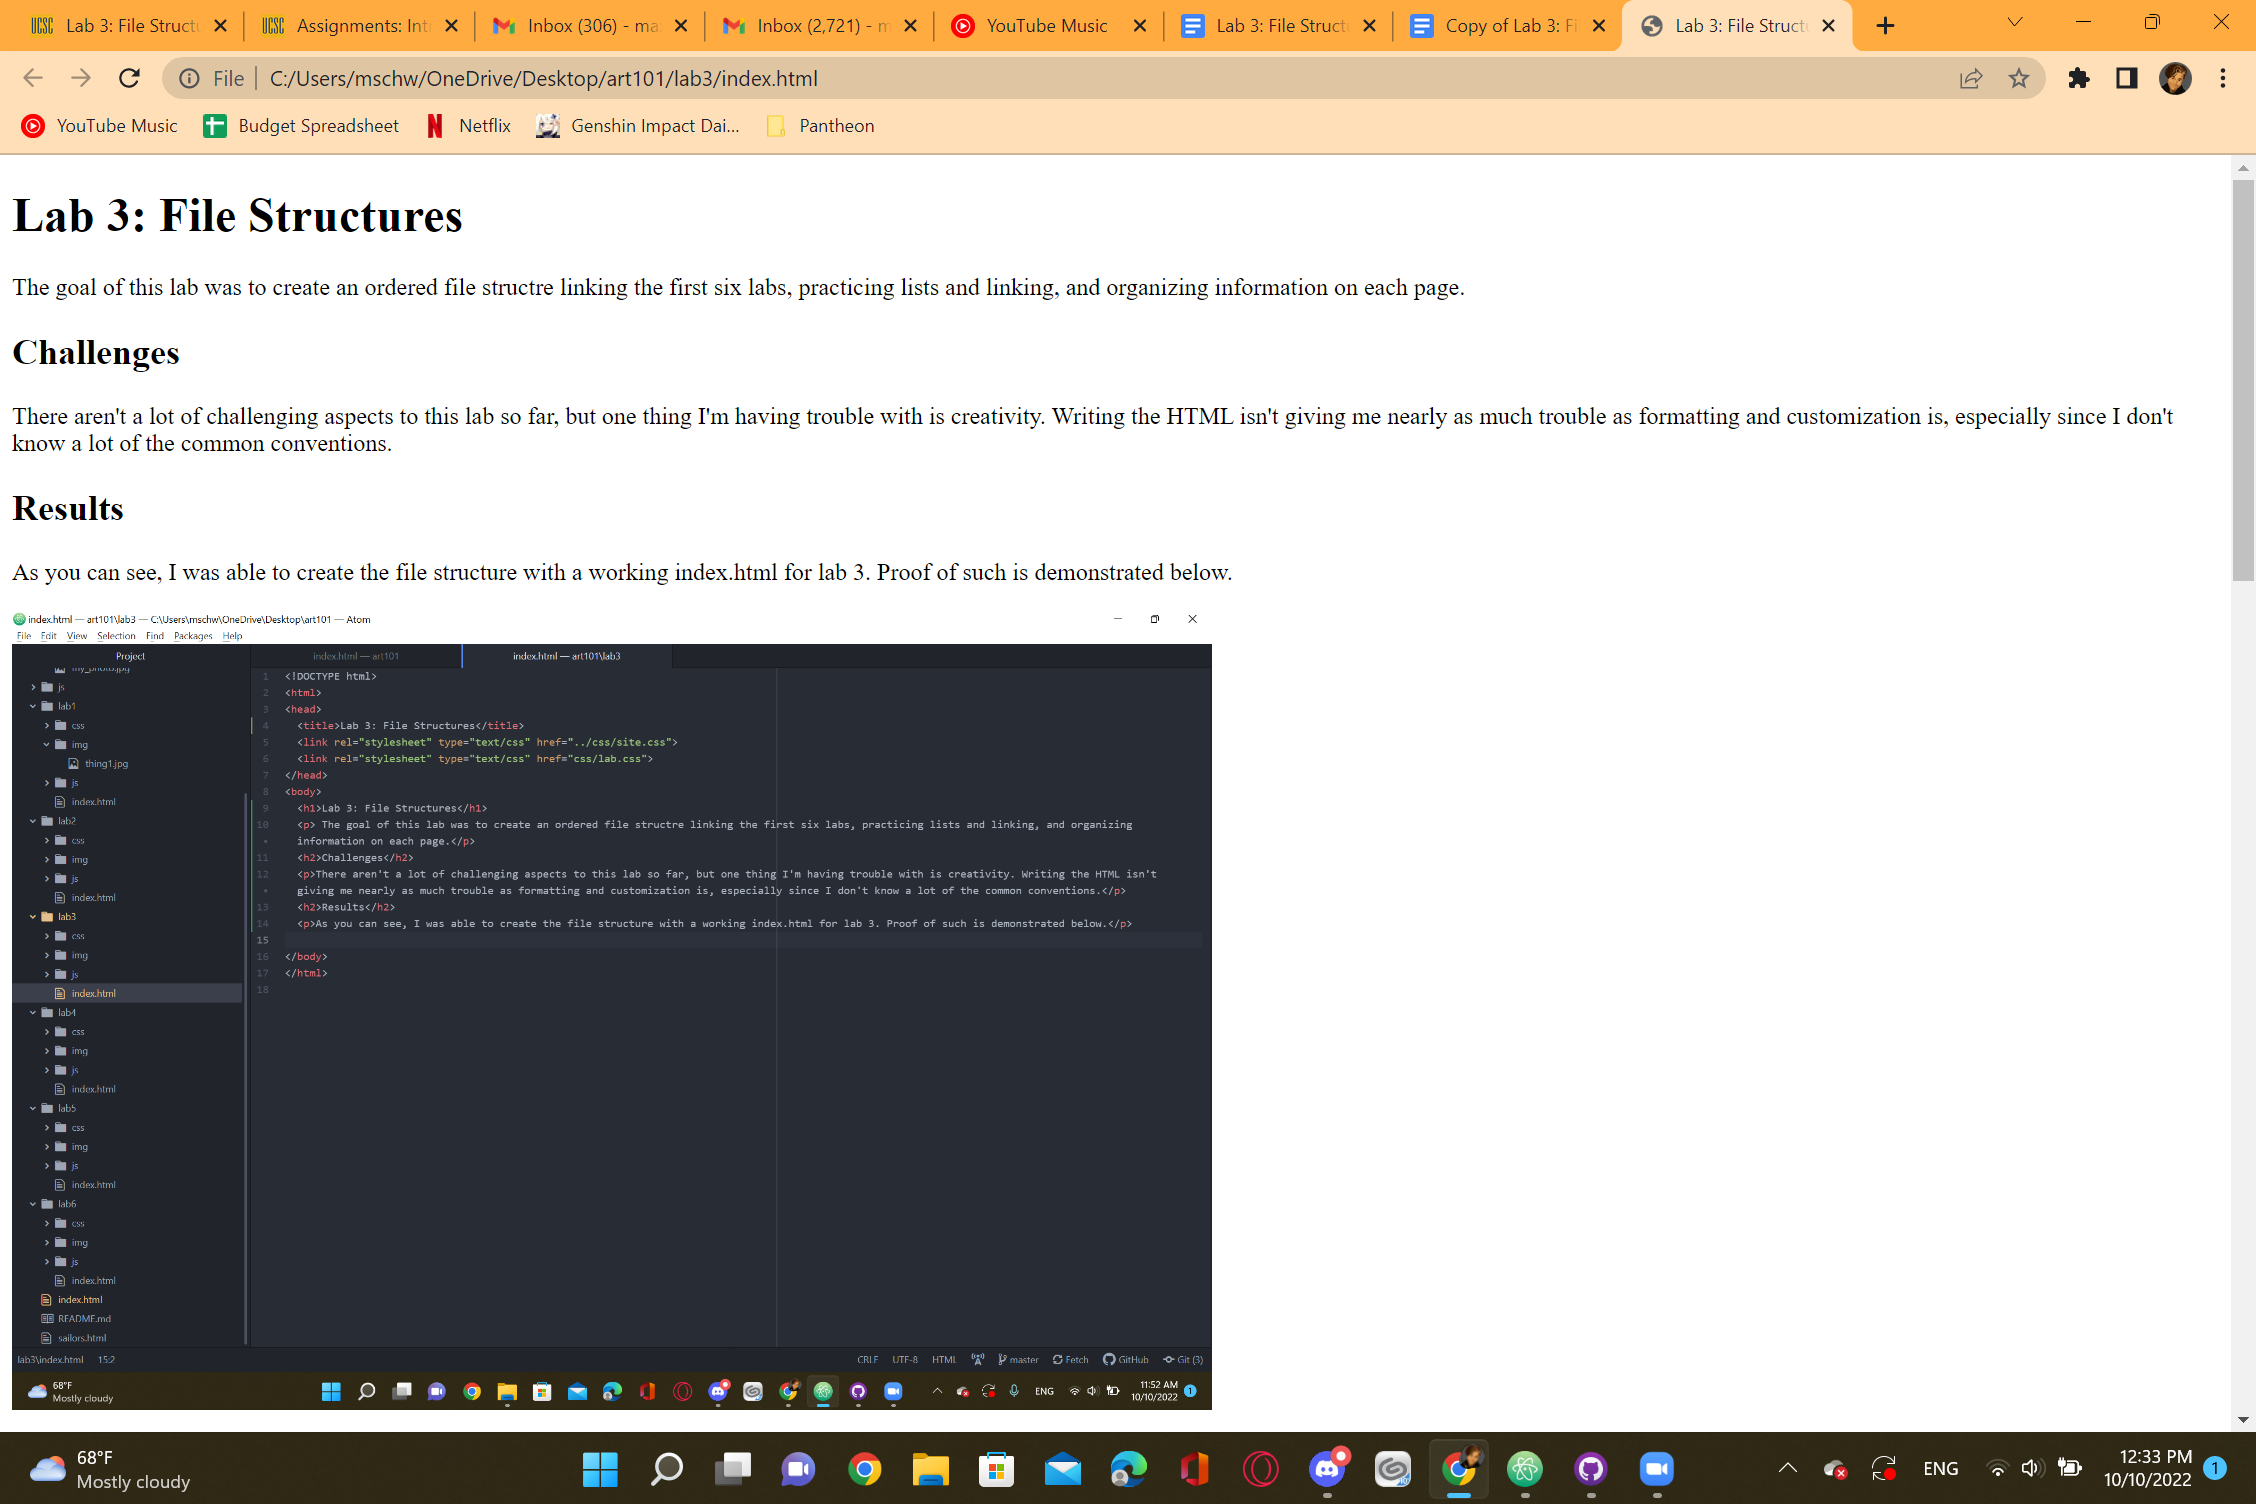 Lab 3: File Struct
Assignments: Int
Inbox (306) - ma
Inbox (2,721) - m
YouTube Music
Lab 3: File Struct
Copy of Lab 3: Fi
Lab 3: File Struct
File
C:/Users/mschw/OneDrive/Desktop/art101/lab3/index.html
YouTube Music
Budget Spreadsheet
Netflix
Genshin Impact Dai...
Pantheon
Lab 3: File Structures
The goal of this lab was to create an ordered file structre linking the first six labs, practicing lists and linking, and organizing information on each page.
Challenges
There aren't a lot of challenging aspects to this lab so far, but one thing I'm having trouble with is creativity. Writing the HTML isn't giving me nearly as much trouble as formatting and customization is, especially since I don't
know a lot of the common conventions.
Results
As you can see, I was able to create the file structure with a working index.html for lab 3. Proof of such is demonstrated below.
index.html — art101\lab3 — C:\Users\mschw\OneDrive\Desktop\art101 — Atom
File Edit View Selection Find Packages Help
Project
index.html — art101
index.html — art101\lab3
my_photo.jpg
js
lab1
css
img
thing1.jpg
js
index.html
lab2
css
img
js
index.html
lab3
css
img
js
index.html
lab4
css
img
js
index.html
lab5
css
img
js
index.html
lab6
css
img
js
index.html
index.html
README.md
sailors.html
1 <!DOCTYPE html>
2 <html>
3 <head>
4 <title>Lab 3: File Structures</title>
5 <link rel="stylesheet" type="text/css" href="../css/site.css">
6 <link rel="stylesheet" type="text/css" href="css/lab.css">
7 </head>
8 <body>
9 <h1>Lab 3: File Structures</h1>
10 <p> The goal of this lab was to create an ordered file structre linking the first six labs, practicing lists and linking, and organizing
information on each page.</p>
11 <h2>Challenges</h2>
12 <p>There aren't a lot of challenging aspects to this lab so far, but one thing I'm having trouble with is creativity. Writing the HTML isn't
giving me nearly as much trouble as formatting and customization is, especially since I don't know a lot of the common conventions.</p>
13 <h2>Results</h2>
14 <p>As you can see, I was able to create the file structure with a working index.html for lab 3. Proof of such is demonstrated below.</p>
15
16 </body>
17 </html>
18
lab3\index.html 15:2
CRLF UTF-8 HTML master Fetch GitHub Git (3)
68°F
Mostly cloudy
ENG
11:52 AM
10/10/2022
1
68°F
Mostly cloudy
ENG
12:33 PM
10/10/2022
1